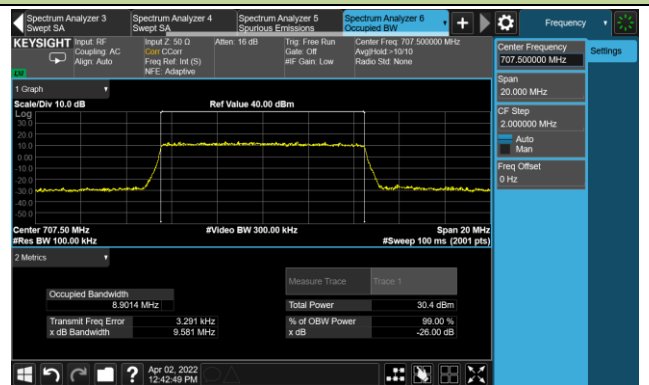 Spectrum Analyzer 3
Swept SA
Spectrum Analyzer 4
Swept SA
Spectrum Analyzer 5
Spurious Emissions
Spectrum Analyzer 6
Occupied BW
Frequency
KEYSIGHT
Input: RF
Coupling: AC
Align: Auto
Input Z: 50 Ω
Corr CCorr
Freq Ref: Int (S)
NFE: Adaptive
Atten: 16 dB
Trig: Free Run
Gate: Off
#IF Gain: Low
Center Freq: 707.500000 MHz
Avg|Hold:>10/10
Radio Std: None
Center Frequency
707.500000 MHz
Settings
Span
20.000 MHz
CF Step
2.000000 MHz
Auto
Man
Freq Offset
0 Hz
1 Graph
Scale/Div 10.0 dB
Ref Value 40.00 dBm
Log
30.0
20.0
10.0
0.00
-10.0
-20.0
-30.0
-40.0
-50.0
Center 707.50 MHz
#Video BW 300.00 kHz
Span 20 MHz
#Res BW 100.00 kHz
#Sweep 100 ms (2001 pts)
2 Metrics
Measure Trace
Trace 1
Occupied Bandwidth
8.9014 MHz
Total Power
30.4 dBm
Transmit Freq Error
3.291 kHz
% of OBW Power
99.00 %
x dB Bandwidth
9.581 MHz
x dB
-26.00 dB
Apr 02, 2022
12:42:49 PM